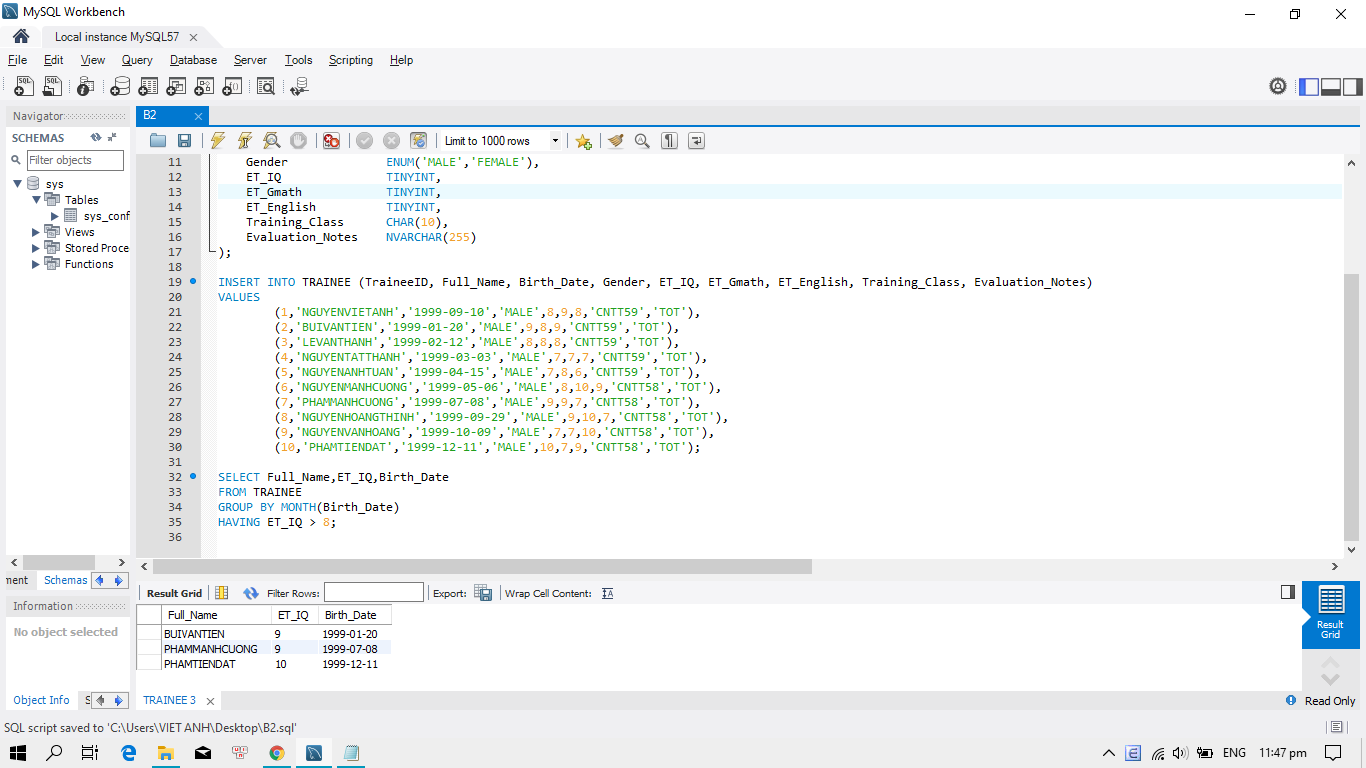 MySQL Workbench
Local instance MySQL57
File Edit View Query Database Server Tools Scripting Help
Navigator
SCHEMAS
Filter objects
sys
Tables
sys_conf
Views
Stored Proce
Functions
ment Schemas
Information
No object selected
Object Info S
B2
Limit to 1000 rows
11 Gender ENUM('MALE','FEMALE'),
12 ET_IQ TINYINT,
13 ET_Gmath TINYINT,
14 ET_English TINYINT,
15 Training_Class CHAR(10),
16 Evaluation_Notes NVARCHAR(255)
17 );
18
19 INSERT INTO TRAINEE (TraineeID, Full_Name, Birth_Date, Gender, ET_IQ, ET_Gmath, ET_English, Training_Class, Evaluation_Notes)
20 VALUES
21 (1,'NGUYENVIETANH','1999-09-10','MALE',8,9,8,'CNTT59','TOT'),
22 (2,'BUIVANTIEN','1999-01-20','MALE',9,8,9,'CNTT59','TOT'),
23 (3,'LEVANTHANH','1999-02-12','MALE',8,8,8,'CNTT59','TOT'),
24 (4,'NGUYENTATTHANH','1999-03-03','MALE',7,7,7,'CNTT59','TOT'),
25 (5,'NGUYENANHTUAN','1999-04-15','MALE',7,8,6,'CNTT59','TOT'),
26 (6,'NGUYENMANHCUONG','1999-05-06','MALE',8,10,9,'CNTT58','TOT'),
27 (7,'PHAMMANHCUONG','1999-07-08','MALE',9,9,7,'CNTT58','TOT'),
28 (8,'NGUYENHOANGTHINH','1999-09-29','MALE',9,10,7,'CNTT58','TOT'),
29 (9,'NGUYENVANHOANG','1999-10-09','MALE',7,7,10,'CNTT58','TOT'),
30 (10,'PHAMTIENDAT','1999-12-11','MALE',10,7,9,'CNTT58','TOT');
31
32 SELECT Full_Name,ET_IQ,Birth_Date
33 FROM TRAINEE
34 GROUP BY MONTH(Birth_Date)
35 HAVING ET_IQ > 8;
36
Result Grid Filter Rows: Export: Wrap Cell Content:
Full_Name ET_IQ Birth_Date
BUIVANTIEN 9 1999-01-20
PHAMMANHCUONG 9 1999-07-08
PHAMTIENDAT 10 1999-12-11
Result
Grid
TRAINEE 3
Read Only
SQL script saved to 'C:\Users\VIET ANH\Desktop\B2.sql'
ENG 11:47 pm